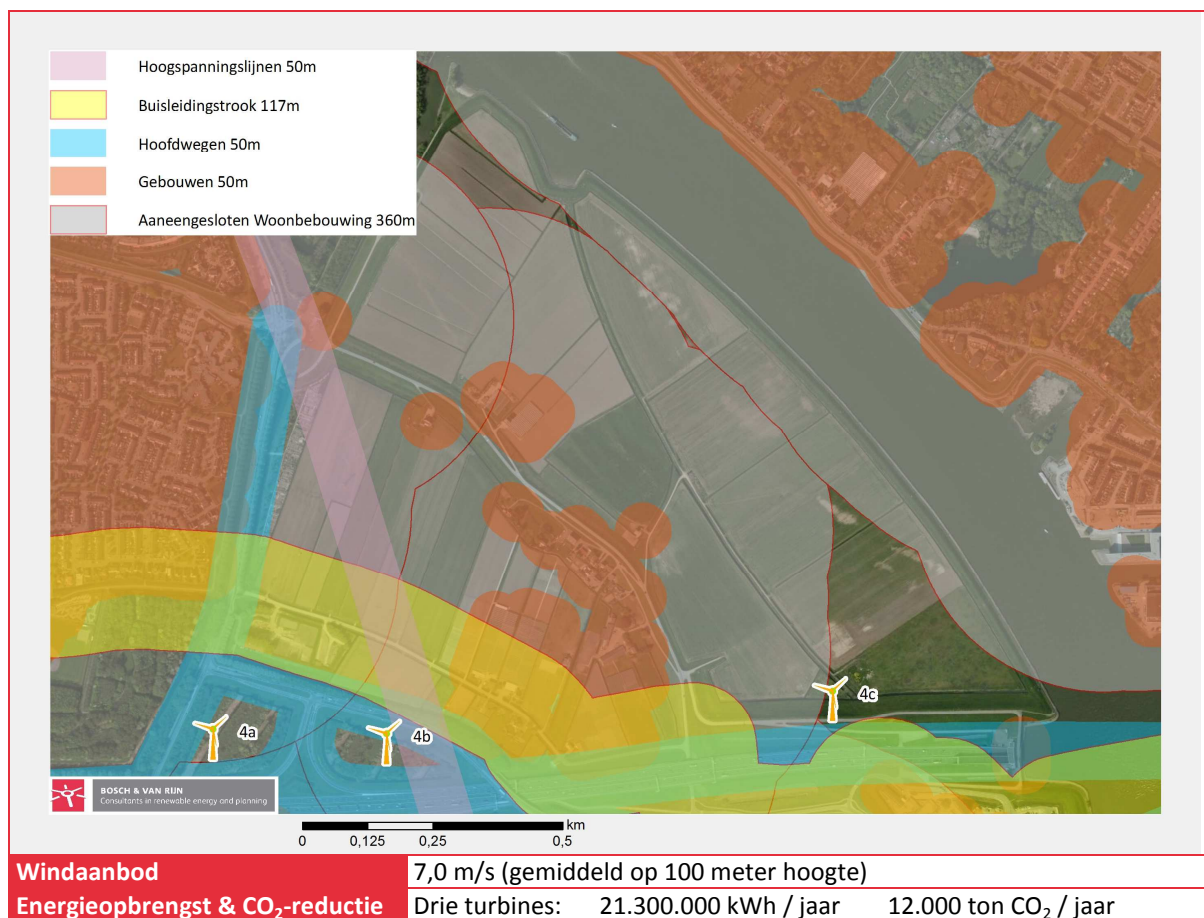 Hoogspanningslijnen 50m
Buisleidingstrook 117m
Hoofdwegen 50m
Gebouwen 50m
Aaneengesloten Woonbebouwing 360m
4a
4b
4c
BOSCH & VAN RIJN
Consultants in renewable energy and planning
km
0 0,125 0,25 0,5
Windaanbod 7,0 m/s (gemiddeld op 100 meter hoogte)
Energieopbrengst & CO₂-reductie Drie turbines: 21.300.000 kWh / jaar 12.000 ton CO₂ / jaar